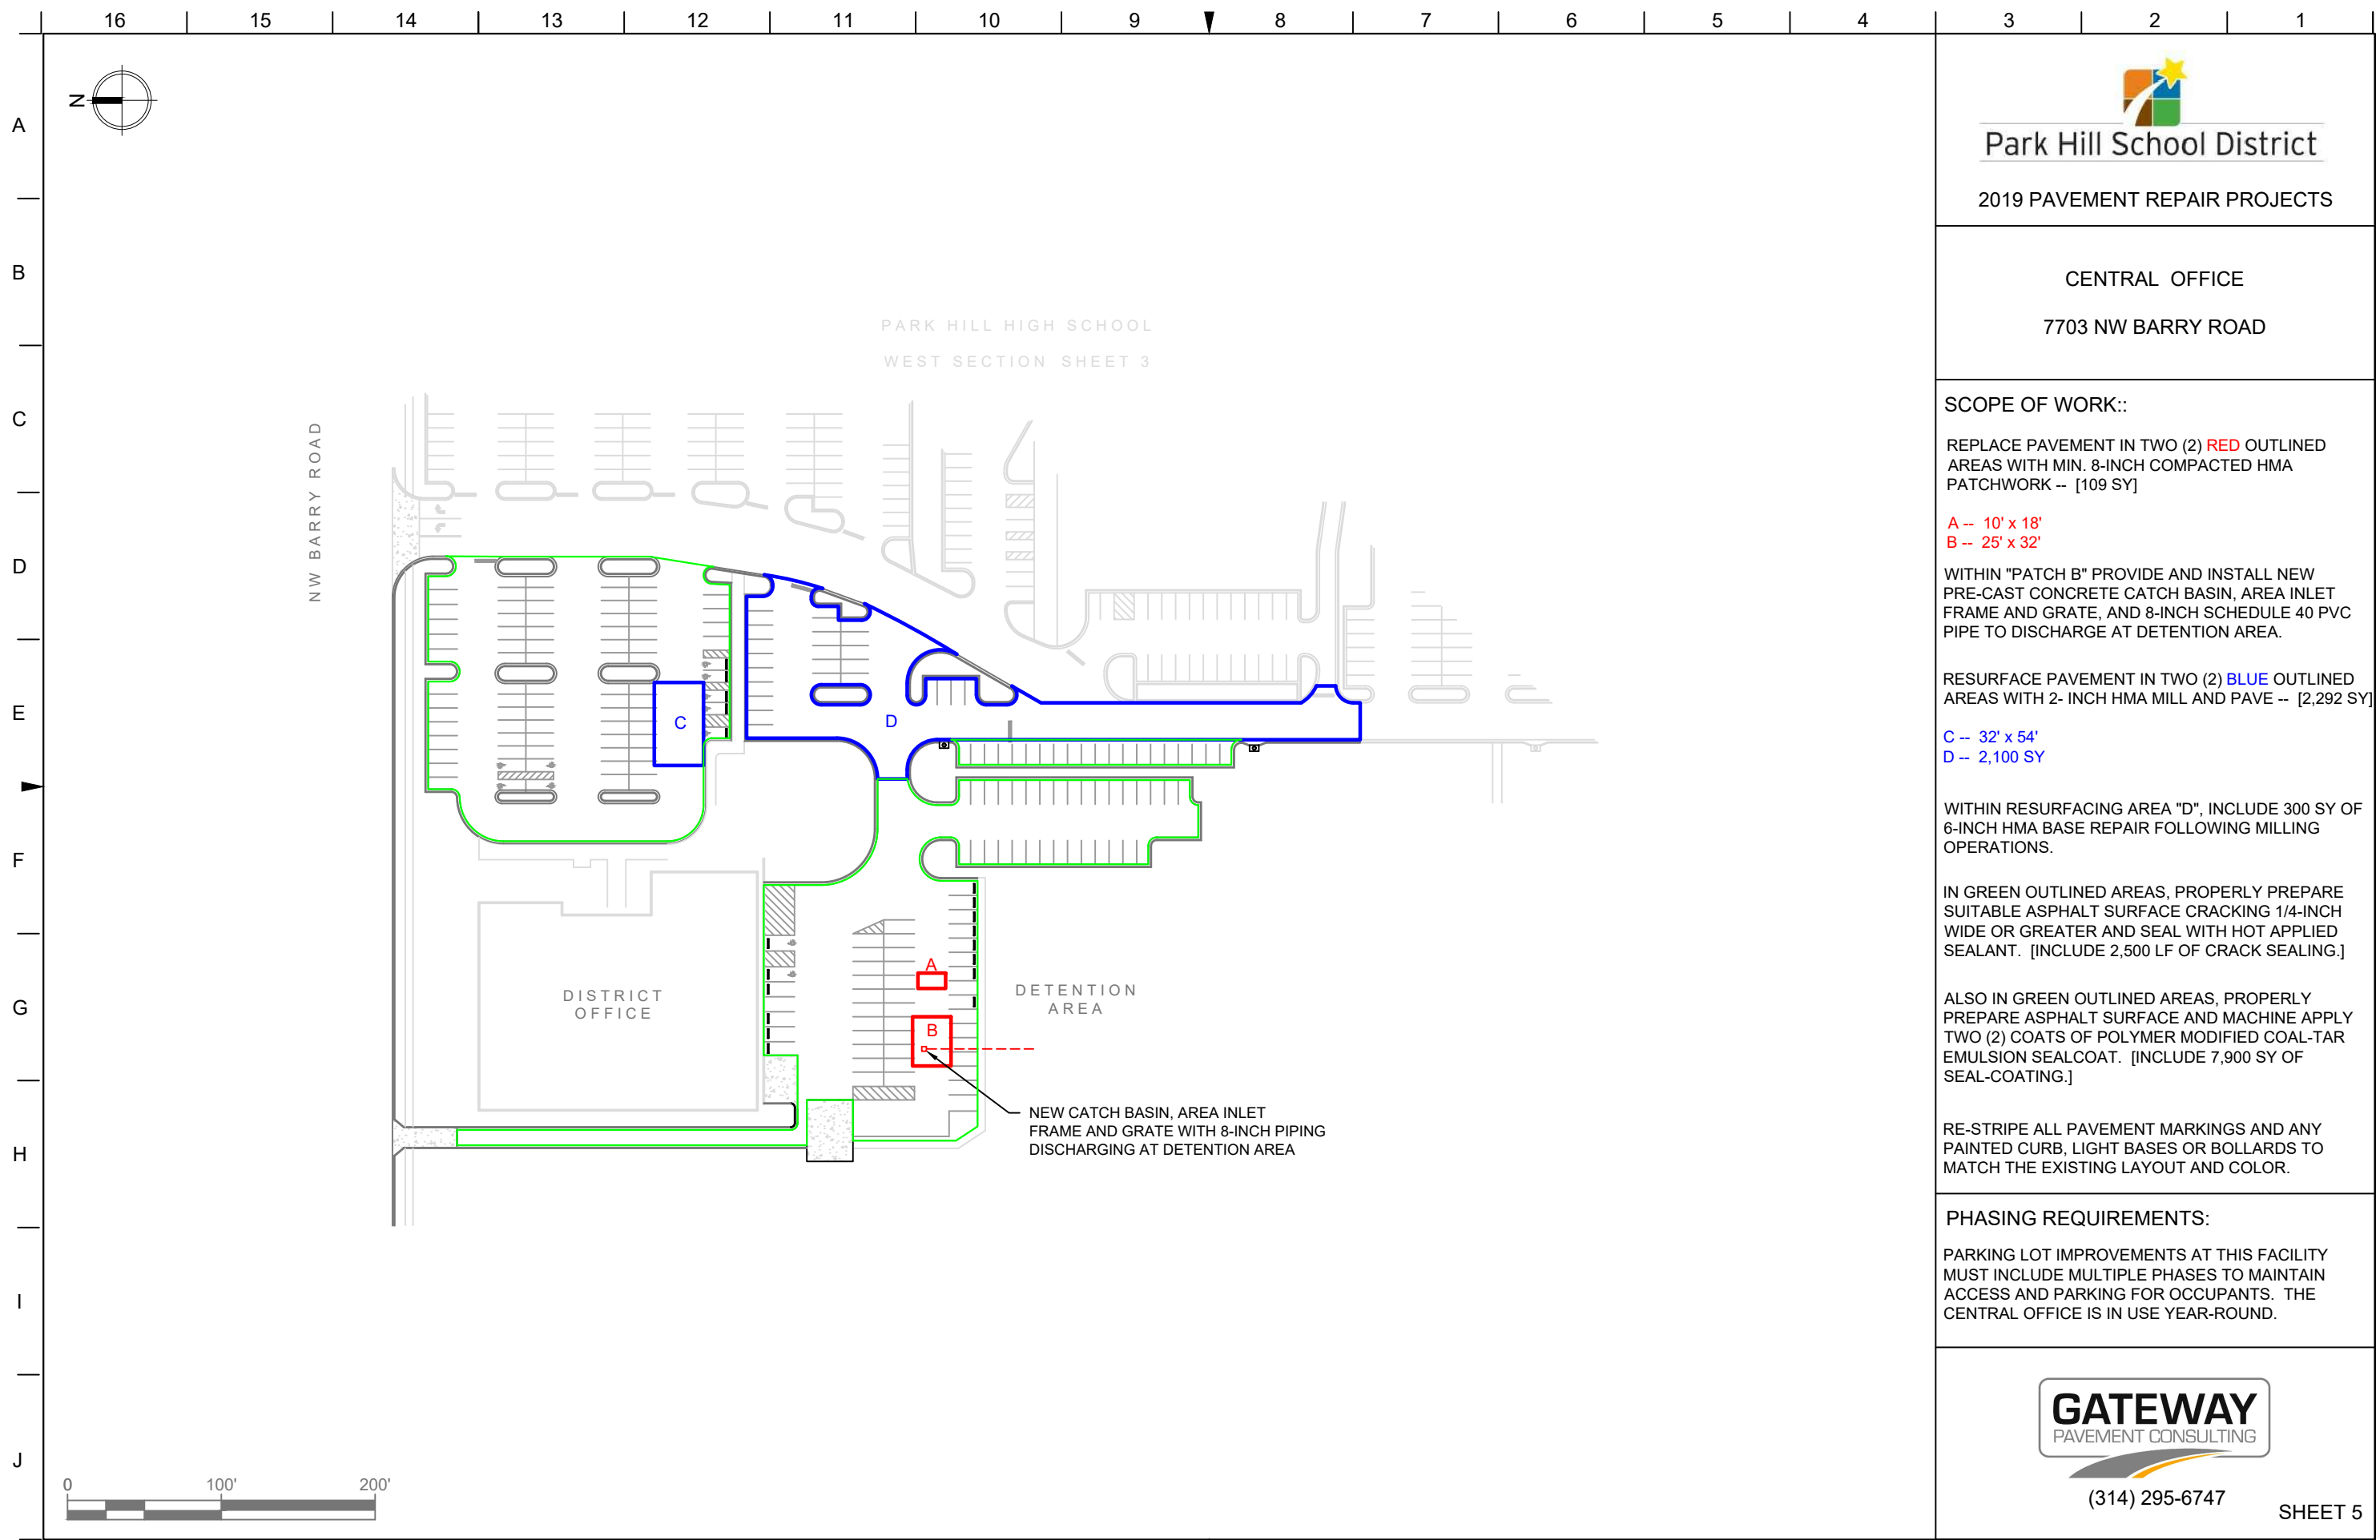 16 15 14 13 12 11 10 9 8 7 6 5 4 3 2 1
A
B
C
D
E
F
G
H
I
J
N
PARK HILL HIGH SCHOOL
WEST SECTION SHEET 3
NW BARRY ROAD
C
D
A
B
DISTRICT
OFFICE
DETENTION
AREA
NEW CATCH BASIN, AREA INLET
FRAME AND GRATE WITH 8-INCH PIPING
DISCHARGING AT DETENTION AREA
0 100' 200'
Park Hill School District
2019 PAVEMENT REPAIR PROJECTS
CENTRAL OFFICE
7703 NW BARRY ROAD
SCOPE OF WORK::
REPLACE PAVEMENT IN TWO (2) RED OUTLINED
AREAS WITH MIN. 8-INCH COMPACTED HMA
PATCHWORK -- [109 SY]
A -- 10' x 18'
B -- 25' x 32'
WITHIN "PATCH B" PROVIDE AND INSTALL NEW
PRE-CAST CONCRETE CATCH BASIN, AREA INLET
FRAME AND GRATE, AND 8-INCH SCHEDULE 40 PVC
PIPE TO DISCHARGE AT DETENTION AREA.
RESURFACE PAVEMENT IN TWO (2) BLUE OUTLINED
AREAS WITH 2- INCH HMA MILL AND PAVE -- [2,292 SY]
C -- 32' x 54'
D -- 2,100 SY
WITHIN RESURFACING AREA "D", INCLUDE 300 SY OF
6-INCH HMA BASE REPAIR FOLLOWING MILLING
OPERATIONS.
IN GREEN OUTLINED AREAS, PROPERLY PREPARE
SUITABLE ASPHALT SURFACE CRACKING 1/4-INCH
WIDE OR GREATER AND SEAL WITH HOT APPLIED
SEALANT. [INCLUDE 2,500 LF OF CRACK SEALING.]
ALSO IN GREEN OUTLINED AREAS, PROPERLY
PREPARE ASPHALT SURFACE AND MACHINE APPLY
TWO (2) COATS OF POLYMER MODIFIED COAL-TAR
EMULSION SEALCOAT. [INCLUDE 7,900 SY OF
SEAL-COATING.]
RE-STRIPE ALL PAVEMENT MARKINGS AND ANY
PAINTED CURB, LIGHT BASES OR BOLLARDS TO
MATCH THE EXISTING LAYOUT AND COLOR.
PHASING REQUIREMENTS:
PARKING LOT IMPROVEMENTS AT THIS FACILITY
MUST INCLUDE MULTIPLE PHASES TO MAINTAIN
ACCESS AND PARKING FOR OCCUPANTS. THE
CENTRAL OFFICE IS IN USE YEAR-ROUND.
GATEWAY
PAVEMENT CONSULTING
(314) 295-6747
SHEET 5